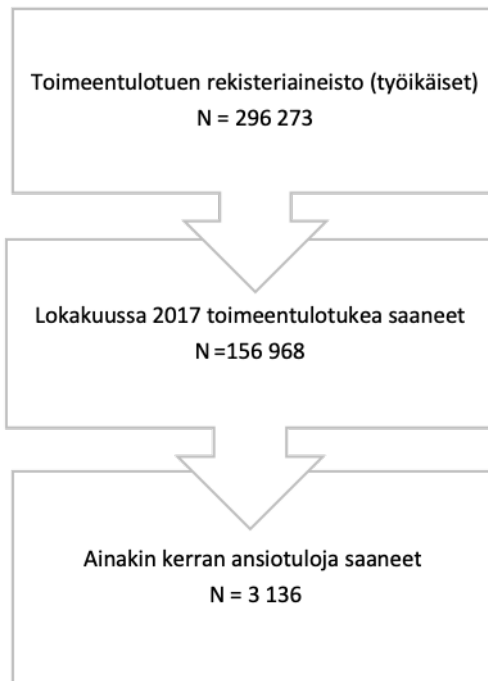 Toimeentulotuen rekisteriaineisto (työikäiset)
N = 296 273
Lokakuussa 2017 toimeentulotukea saaneet
N =156 968
Ainakin kerran ansiotuloja saaneet
N = 3 136